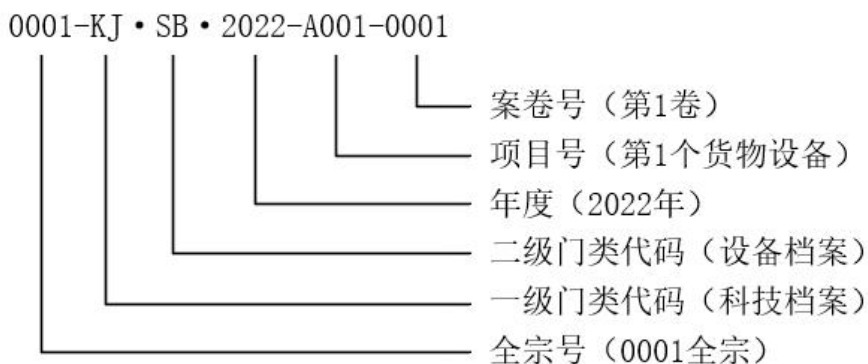 0001-KJ·SB·2022-A001-0001
案卷号（第1卷）
项目号（第1个货物设备）
年度（2022年）
二级门类代码（设备档案）
一级门类代码（科技档案）
全宗号（0001全宗）